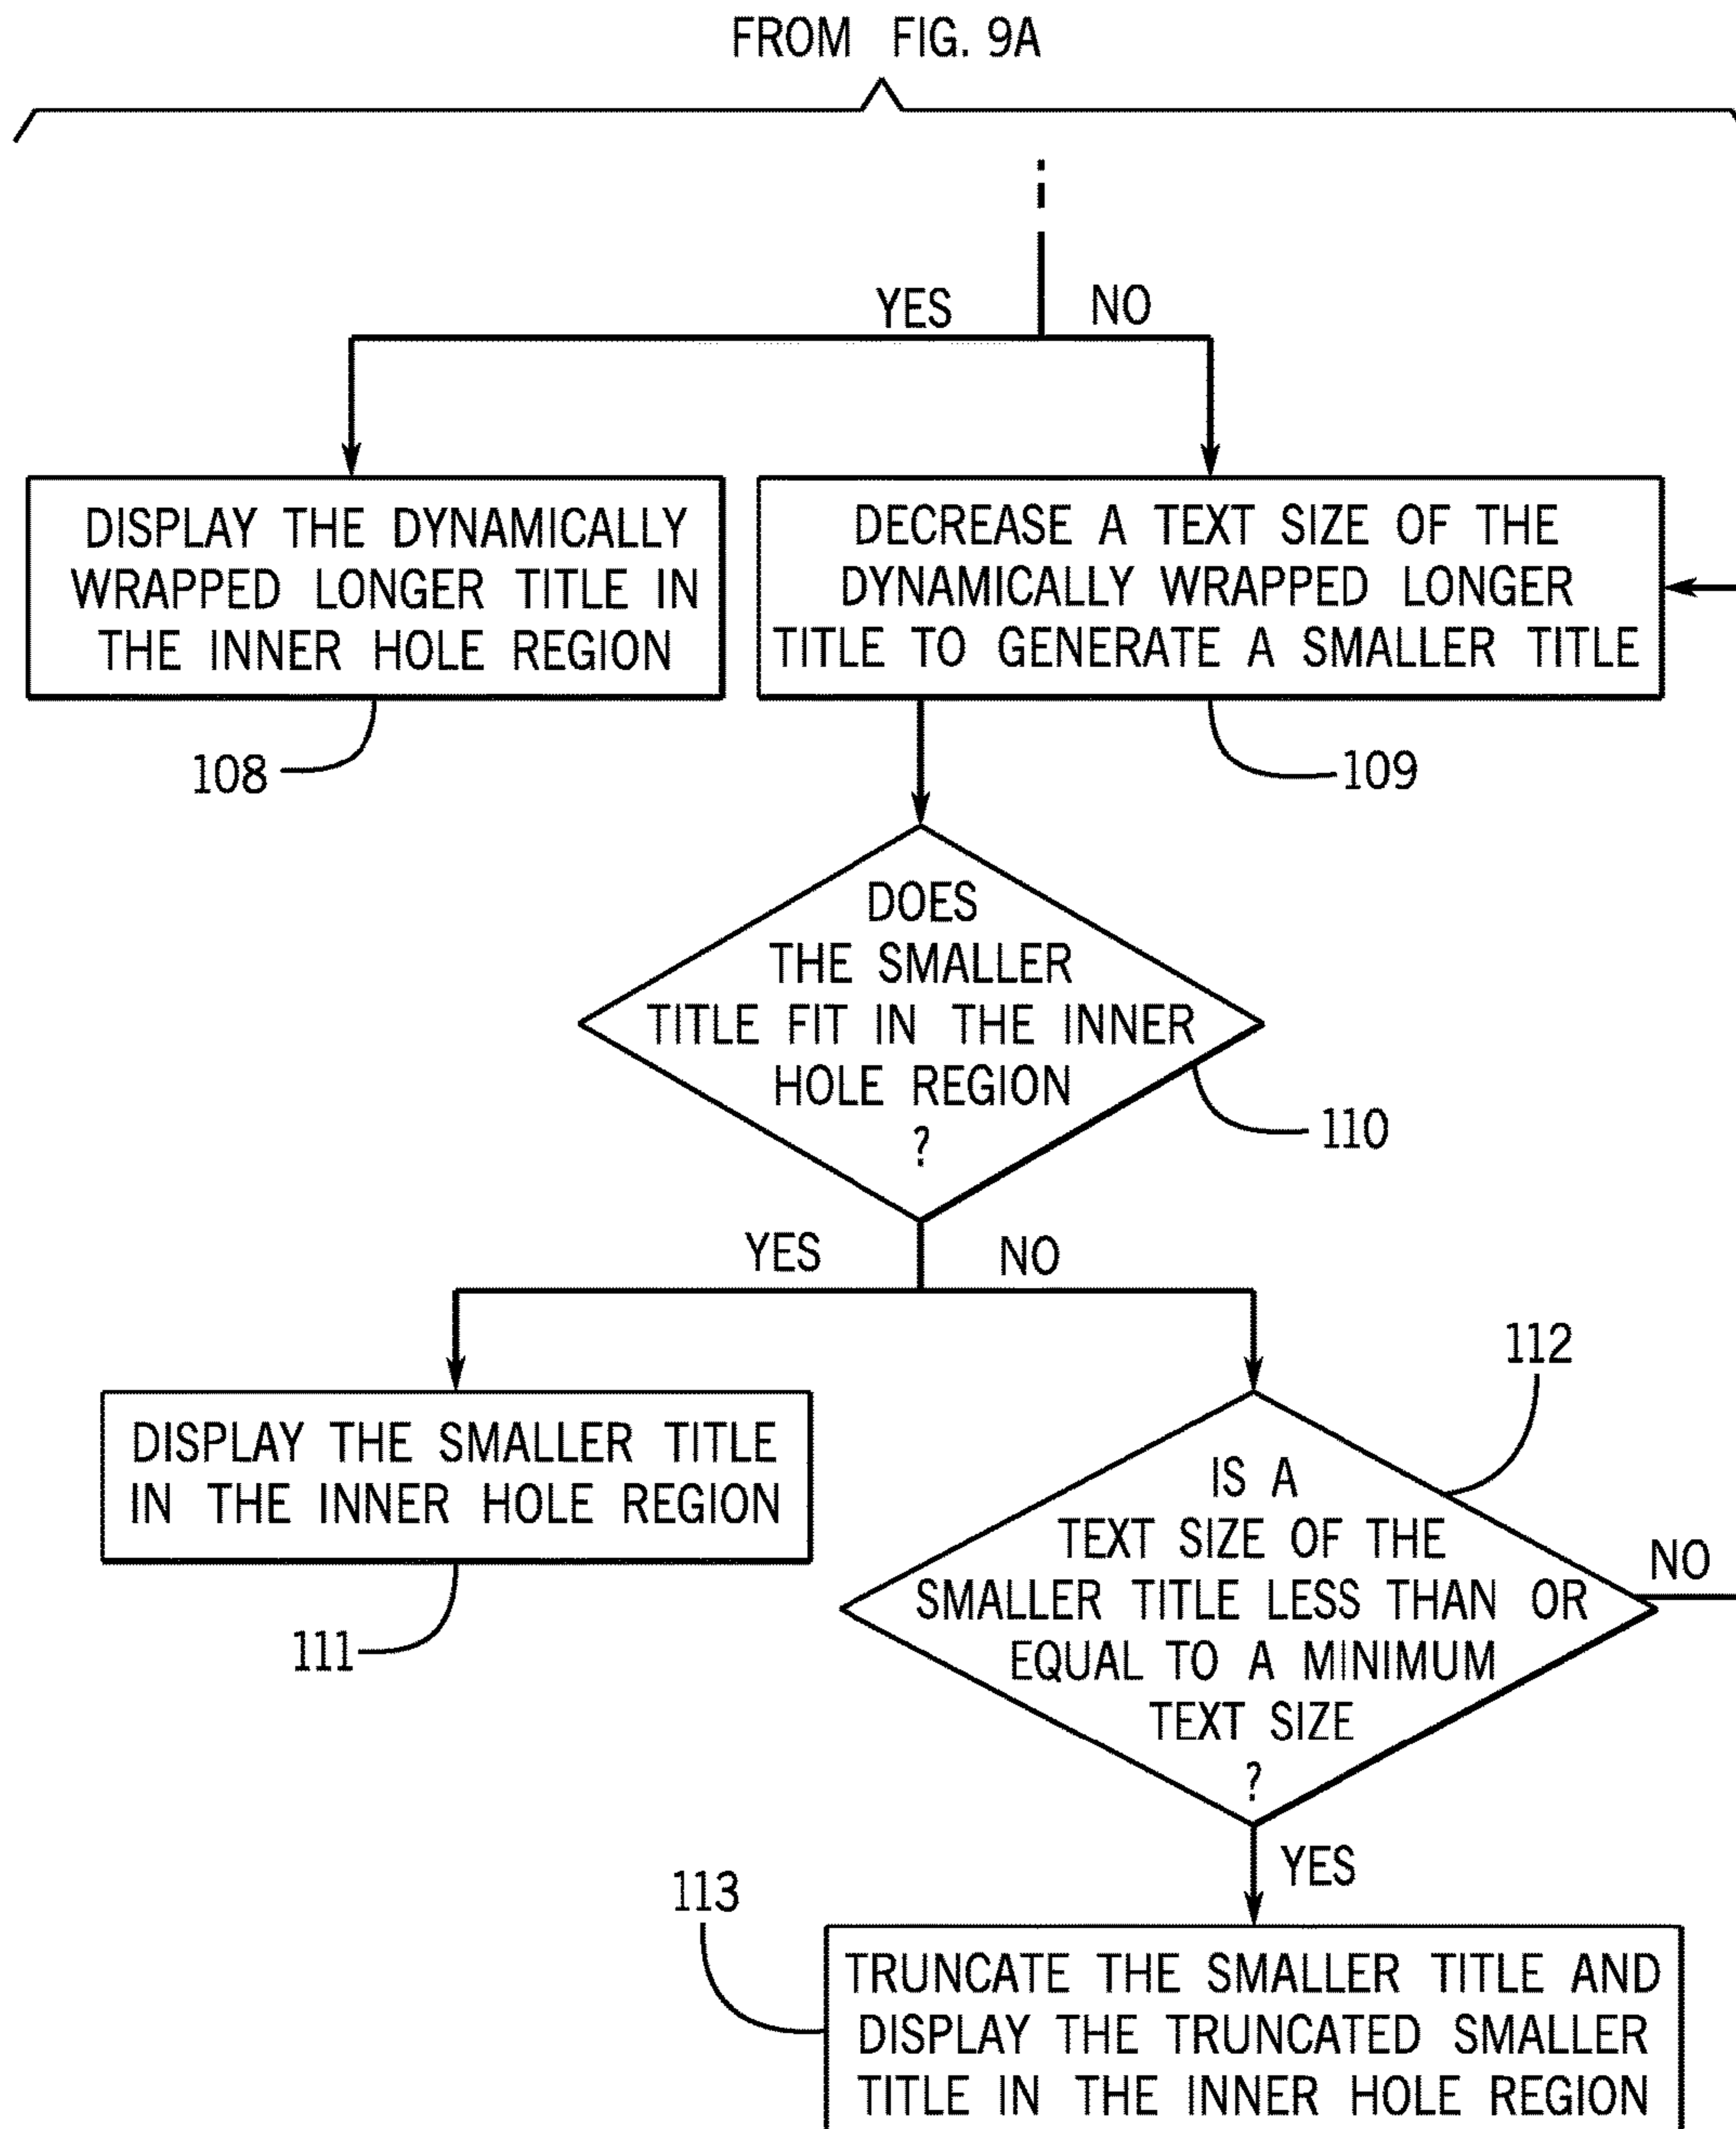 FROM FIG. 9A
YES
NO
DISPLAY THE DYNAMICALLY
WRAPPED LONGER TITLE IN
THE INNER HOLE REGION
108
DECREASE A TEXT SIZE OF THE
DYNAMICALLY WRAPPED LONGER
TITLE TO GENERATE A SMALLER TITLE
109
DOES
THE SMALLER
TITLE FIT IN THE INNER
HOLE REGION
?
110
YES
NO
DISPLAY THE SMALLER TITLE
IN THE INNER HOLE REGION
111
112
IS A
TEXT SIZE OF THE
SMALLER TITLE LESS THAN OR
EQUAL TO A MINIMUM
TEXT SIZE
?
NO
YES
113
TRUNCATE THE SMALLER TITLE AND
DISPLAY THE TRUNCATED SMALLER
TITLE IN THE INNER HOLE REGION